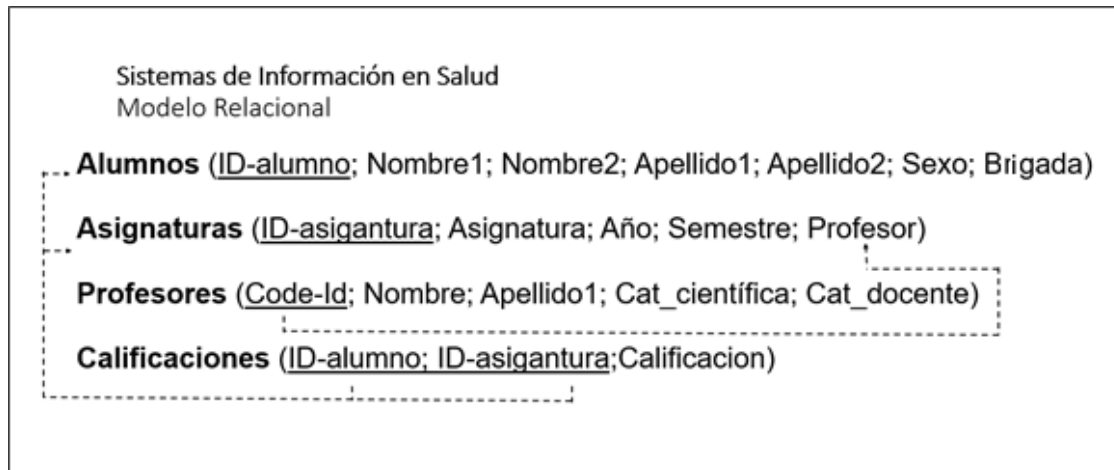 Sistemas de Información en Salud
Modelo Relacional
Alumnos (ID-alumno; Nombre1; Nombre2; Apellido1; Apellido2; Sexo; Brigada)
Asignaturas (ID-asigantura; Asignatura; Año; Semestre; Profesor)
Profesores (Code-Id; Nombre; Apellido1; Cat_científica; Cat_docente)
Calificaciones (ID-alumno; ID-asigantura;Calificacion)